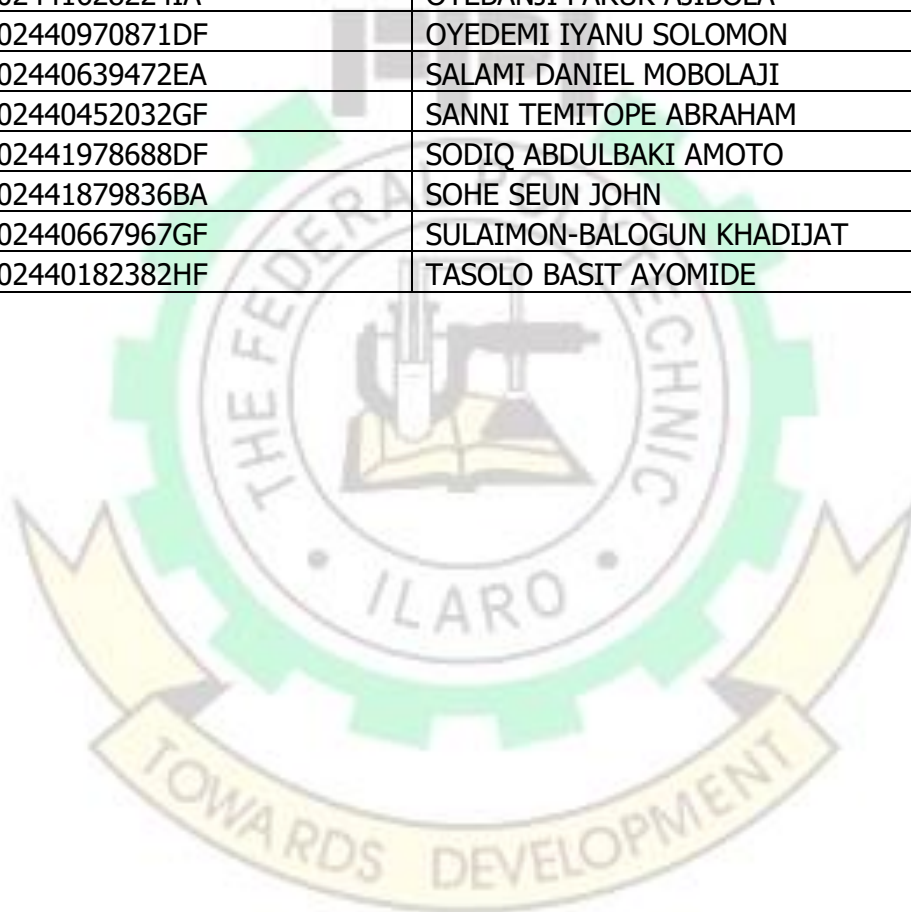 02440970871DF OYEDEMI IYANU SOLOMON
02440639472EA SALAMI DANIEL MOBOLAJI
02440452032GF SANNI TEMITOPE ABRAHAM
02441978688DF SODIQ ABDULBAKI AMOTO
02441879836BA SOHE SEUN JOHN
02440667967GF SULAIMON-BALOGUN KHADIJAT
02440182382HF TASOLO BASIT AYOMIDE
THE FEDERAL POLYTECHNIC
ILARO
TOWARDS DEVELOPMENT